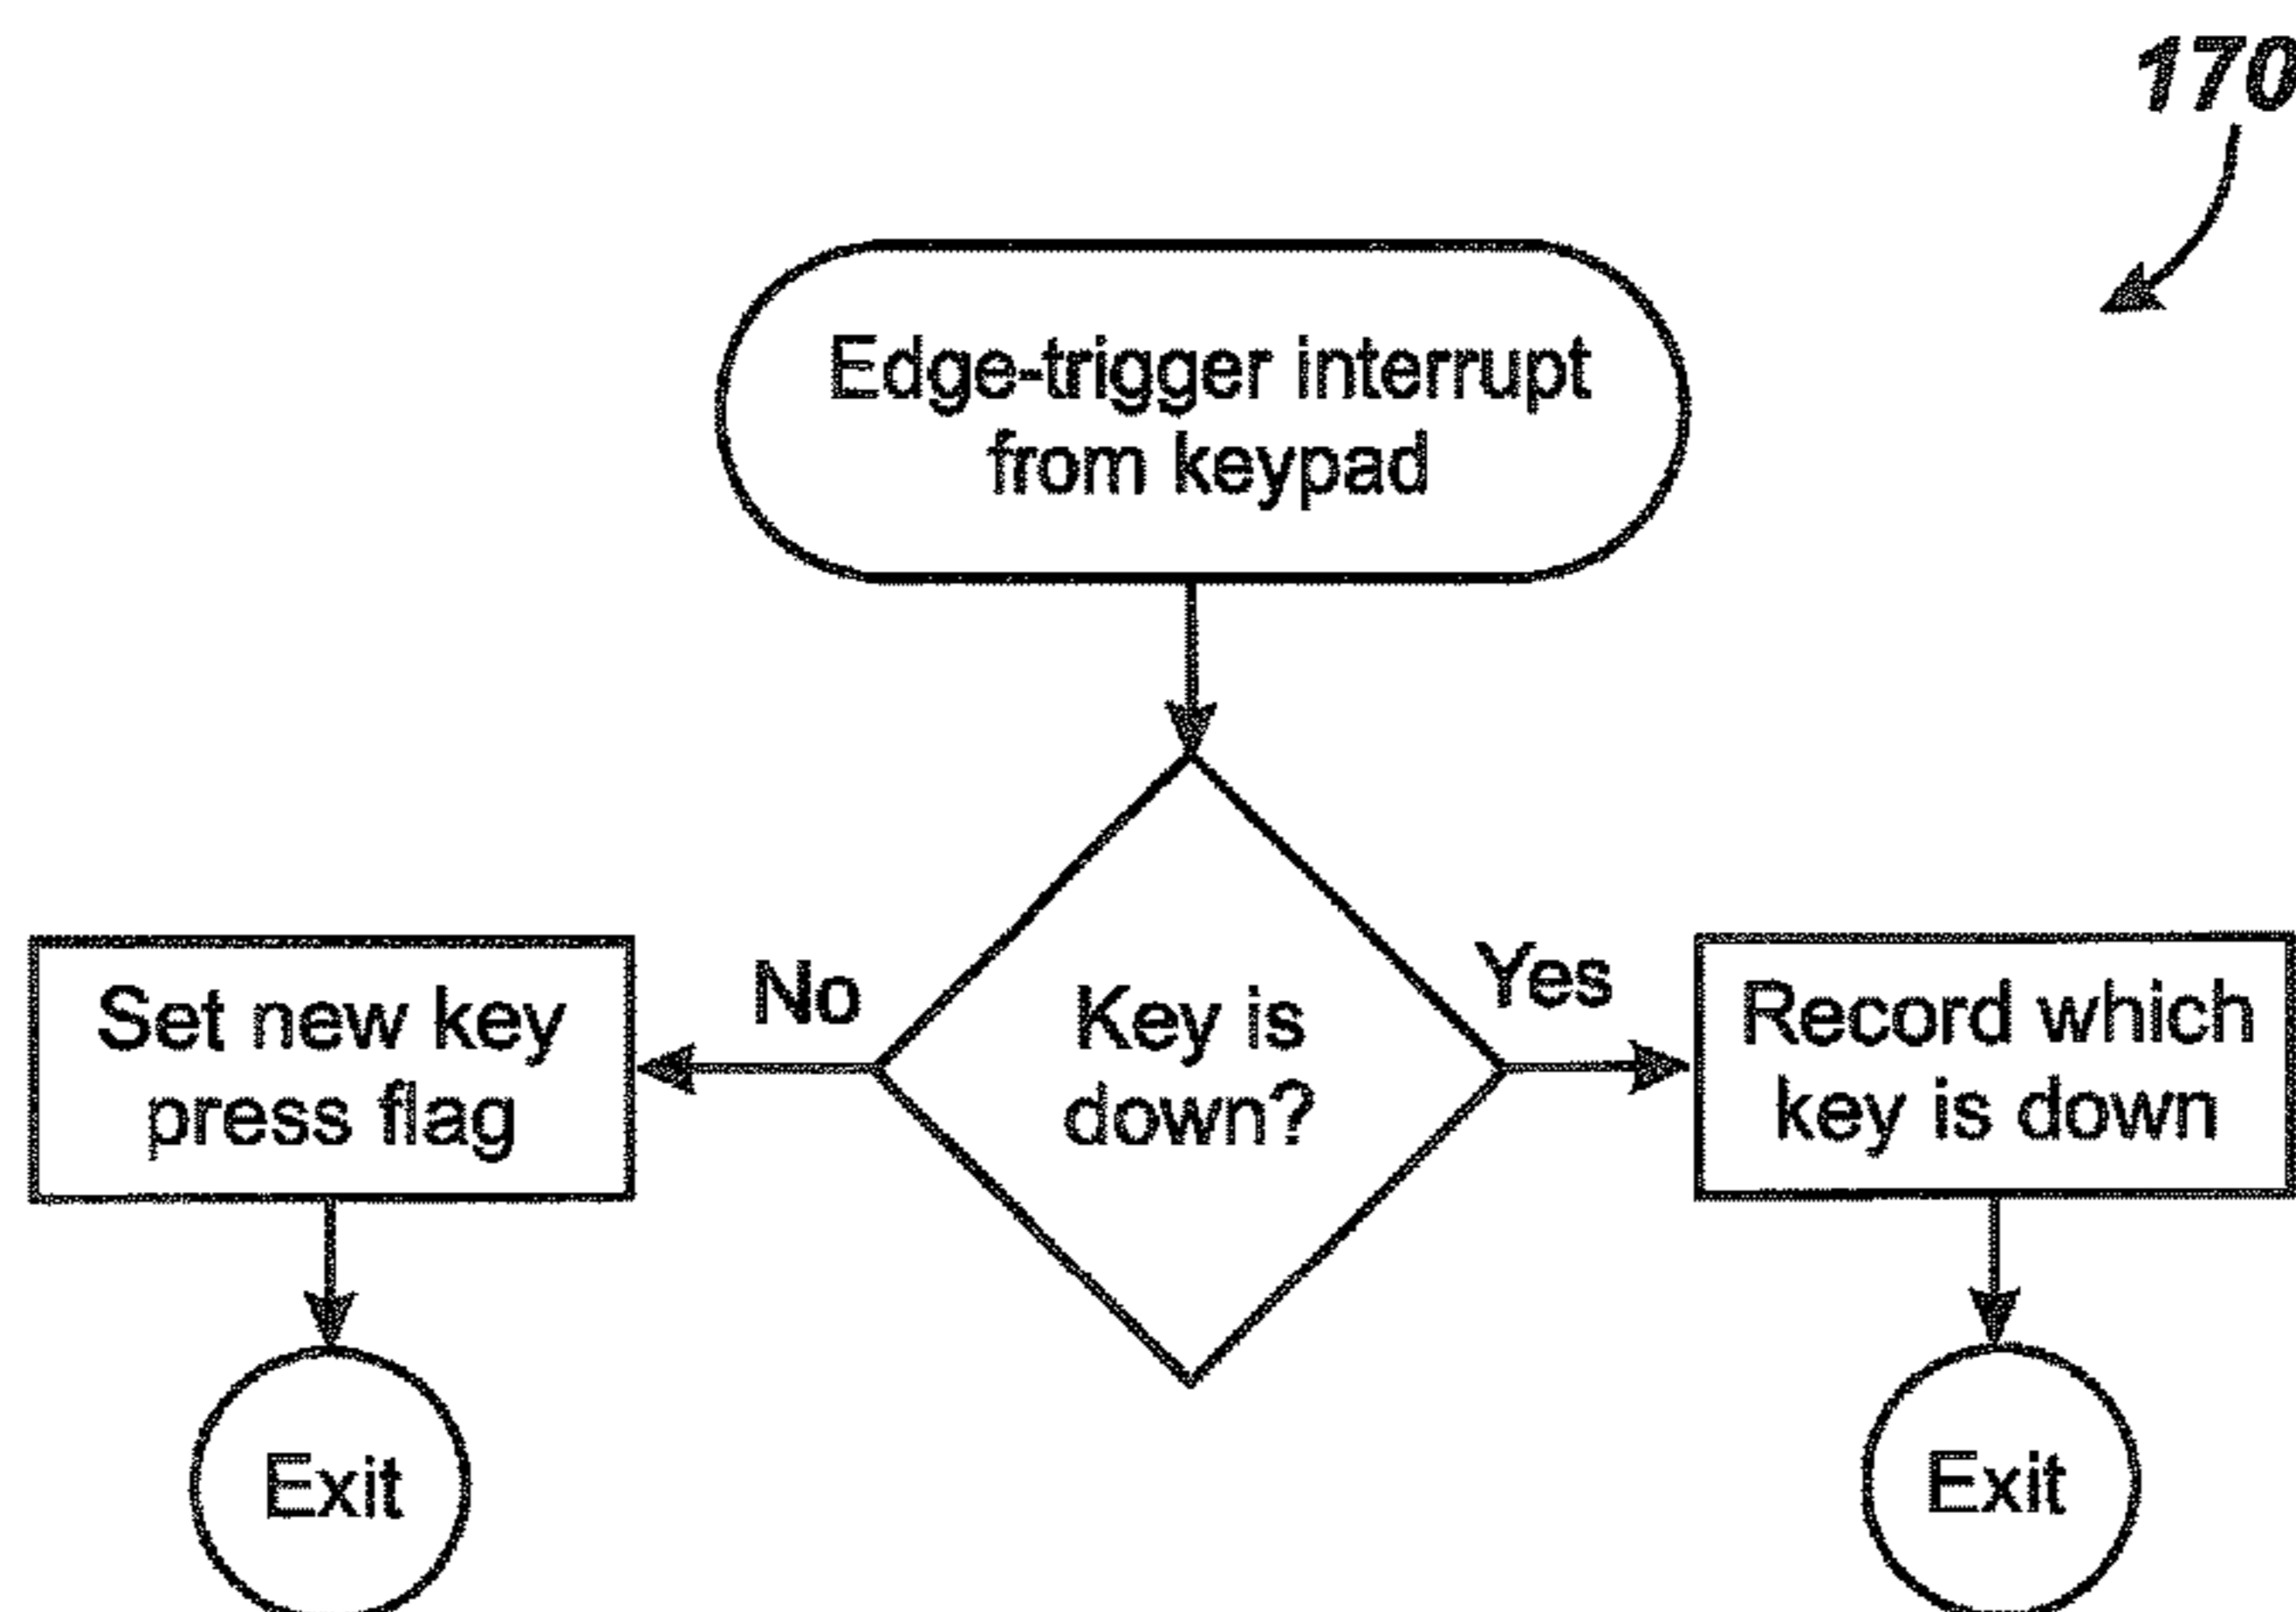 170
Edge-trigger interrupt
from keypad
No
Yes
Set new key
press flag
Key is
down?
Record which
key is down
Exit
Exit